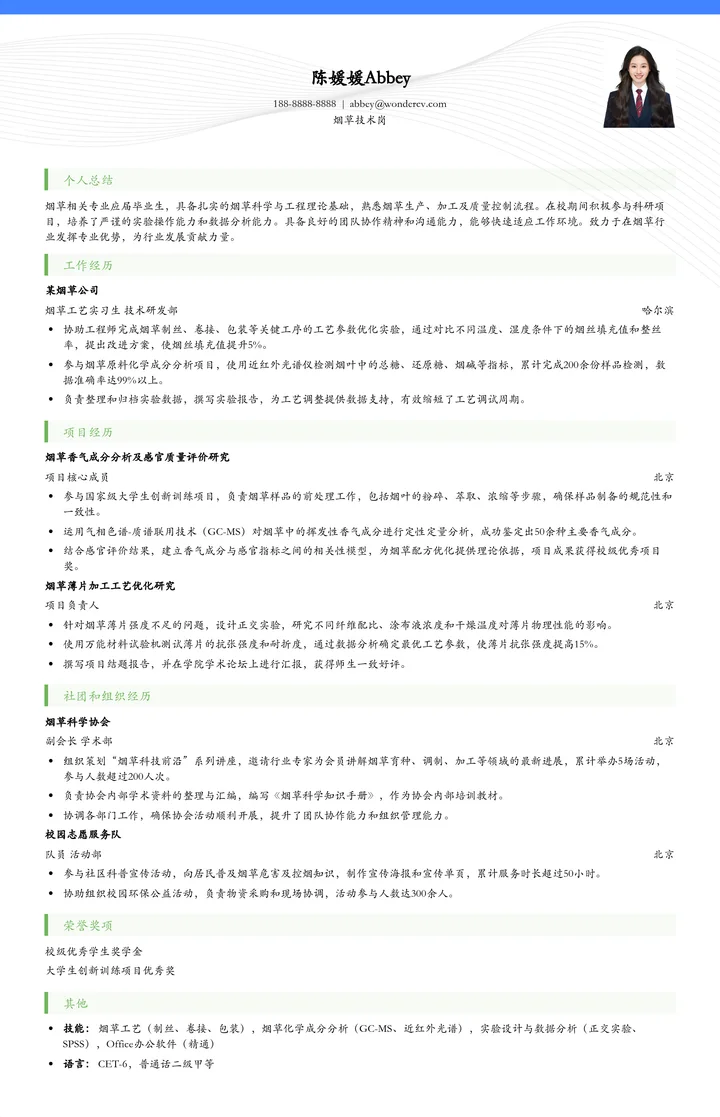 陈媛媛Abbey
188-8888-8888 | abbey@wondercv.com
烟草技术岗
个人总结
烟草相关专业应届毕业生，具备扎实的烟草科学与工程理论基础，熟悉烟草生产、加工及质量控制流程。在校期间积极参与科研项
目，培养了严谨的实验操作能力和数据分析能力。具备良好的团队协作精神和沟通能力，能够快速适应工作环境。致力于在烟草行
业发挥专业优势，为行业发展贡献力量。
工作经历
某烟草公司
烟草工艺实习生 技术研发部 哈尔滨
• 协助工程师完成烟草制丝、卷接、包装等关键工序的工艺参数优化实验，通过对比不同温度、湿度条件下的烟丝填充值和整丝
率，提出改进方案，使烟丝填充值提升5%。
• 参与烟草原料化学成分分析项目，使用近红外光谱仪检测烟叶中的总糖、还原糖、烟碱等指标，累计完成200余份样品检测，数
据准确率达99%以上。
• 负责整理和归档实验数据，撰写实验报告，为工艺调整提供数据支持，有效缩短了工艺调试周期。
项目经历
烟草香气成分分析及感官质量评价研究
项目核心成员 北京
• 参与国家级大学生创新训练项目，负责烟草样品的前处理工作，包括烟叶的粉碎、萃取、浓缩等步骤，确保样品制备的规范性和
一致性。
• 运用气相色谱-质谱联用技术（GC-MS）对烟草中的挥发性香气成分进行定性定量分析，成功鉴定出50余种主要香气成分。
• 结合感官评价结果，建立香气成分与感官指标之间的相关性模型，为烟草配方优化提供理论依据，项目成果获得校级优秀项目
奖。
烟草薄片加工工艺优化研究
项目负责人 北京
• 针对烟草薄片强度不足的问题，设计正交实验，研究不同纤维配比、涂布液浓度和干燥温度对薄片物理性能的影响。
• 使用万能材料试验机测试薄片的抗张强度和耐折度，通过数据分析确定最优工艺参数，使薄片抗张强度提高15%。
• 撰写项目结题报告，并在学院学术论坛上进行汇报，获得师生一致好评。
社团和组织经历
烟草科学协会
副会长 学术部 北京
• 组织策划“烟草科技前沿”系列讲座，邀请行业专家为会员讲解烟草育种、调制、加工等领域的最新进展，累计举办5场活动，
参与人数超过200人次。
• 负责协会内部学术资料的整理与汇编，编写《烟草科学知识手册》，作为协会内部培训教材。
• 协调各部门工作，确保协会活动顺利开展，提升了团队协作能力和组织管理能力。
校园志愿服务队
队员 活动部 北京
• 参与社区科普宣传活动，向居民普及烟草危害及控烟知识，制作宣传海报和宣传单页，累计服务时长超过50小时。
• 协助组织校园环保公益活动，负责物资采购和现场协调，活动参与人数达300余人。
荣誉奖项
校级优秀学生奖学金
大学生创新训练项目优秀奖
其他
• 技能： 烟草工艺（制丝、卷接、包装），烟草化学成分分析（GC-MS、近红外光谱），实验设计与数据分析（正交实验、
SPSS），Office办公软件（精通）
• 语言： CET-6，普通话二级甲等